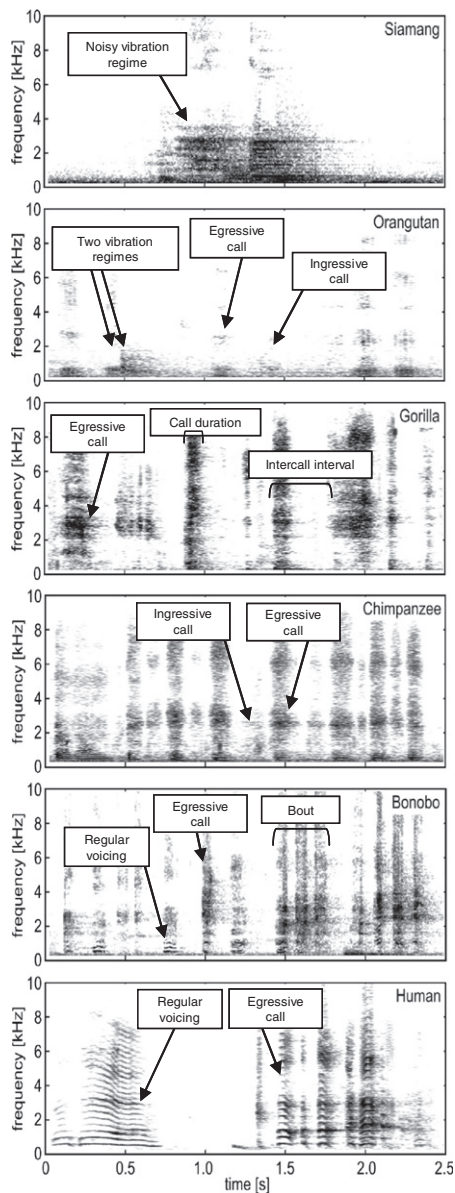 10
8
6
4
2
0
frequency [kHz]
Siamang
Noisy vibration
regime
10
8
6
4
2
0
frequency [kHz]
Orangutan
Two vibration
regimes
Egressive
call
Ingressive
call
10
8
6
4
2
0
frequency [kHz]
Gorilla
Egressive
call
Call duration
Intercall interval
10
8
6
4
2
0
frequency [kHz]
Chimpanzee
Ingressive
call
Egressive
call
10
8
6
4
2
0
frequency [kHz]
Bonobo
Regular
voicing
Egressive
call
Bout
10
8
6
4
2
0
frequency [kHz]
Human
Regular
voicing
Egressive
call
0 0.5 1.0 1.5 2.0 2.5
time [s]